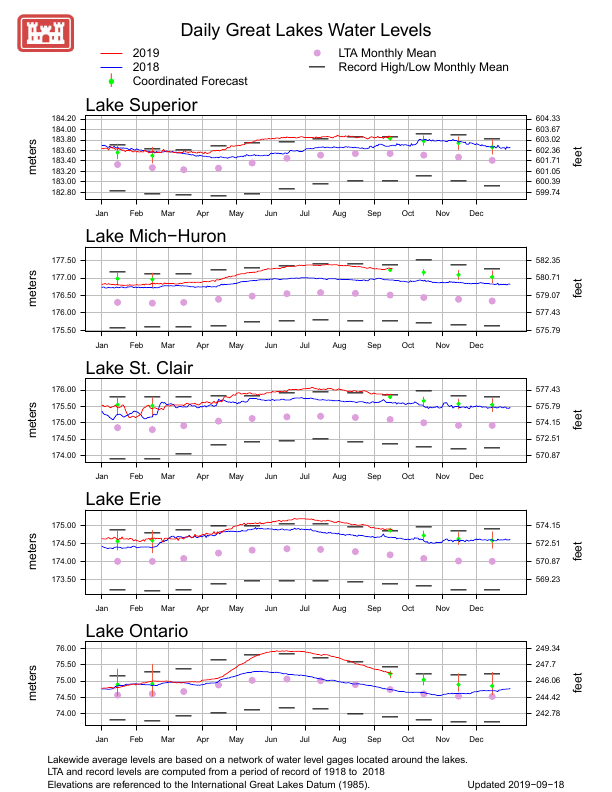 Daily Great Lakes Water Levels
2019
2018
Coordinated Forecast
LTA Monthly Mean
Record High/Low Monthly Mean
Lake Superior
meters
184.20
184.00
183.80
183.60
183.40
183.20
183.00
182.80
604.33
603.67
603.02
602.36
601.71
601.05
600.39
599.74
feet
Jan Feb Mar Apr May Jun Jul Aug Sep Oct Nov Dec
Lake Mich−Huron
meters
177.50
177.00
176.50
176.00
175.50
582.35
580.71
579.07
577.43
575.79
feet
Jan Feb Mar Apr May Jun Jul Aug Sep Oct Nov Dec
Lake St. Clair
meters
176.00
175.50
175.00
174.50
174.00
577.43
575.79
574.15
572.51
570.87
feet
Jan Feb Mar Apr May Jun Jul Aug Sep Oct Nov Dec
Lake Erie
meters
175.00
174.50
174.00
173.50
574.15
572.51
570.87
569.23
feet
Jan Feb Mar Apr May Jun Jul Aug Sep Oct Nov Dec
Lake Ontario
meters
76.00
75.50
75.00
74.50
74.00
249.34
247.7
246.06
244.42
242.78
feet
Jan Feb Mar Apr May Jun Jul Aug Sep Oct Nov Dec
Lakewide average levels are based on a network of water level gages located around the lakes.
LTA and record levels are computed from a period of record of 1918 to 2018
Elevations are referenced to the International Great Lakes Datum (1985).
Updated 2019−09−18